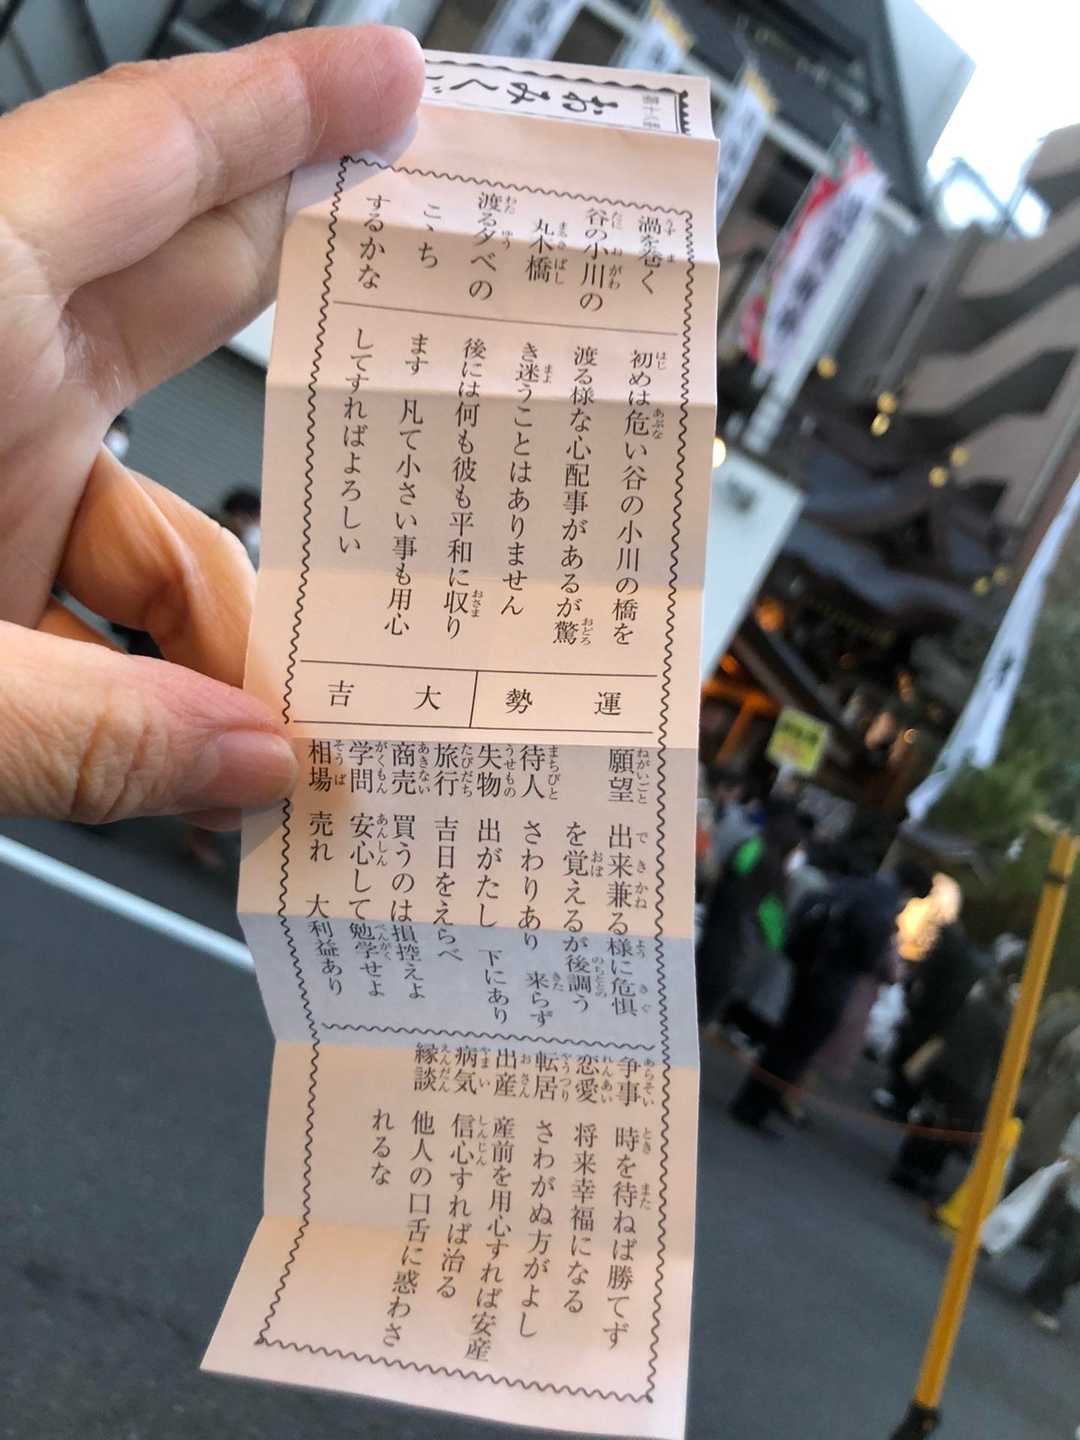 おみく
渦を巻く
谷の小川の
丸木橋
渡る夕べの
こゝち
するかな
初めは危い谷の小川の橋を
渡る様な心配事があるが驚
き迷うことはありません
後には何も彼も平和に収り
ます 凡て小さい事も用心
してすればよろしい
運勢 大吉
願望 出来兼る様に危惧
を覚えるが後調う
待人 さわりあり 来らず
失物 出がたし 下にあり
旅行 吉日をえらべ
商売 買うのは損控えよ
学問 安心して勉学せよ
相場 売れ 大利益あり
争事 時を待ねば勝てず
恋愛 将来幸福になる
転居 さわがぬ方がよし
出産 産前を用心すれば安産
病気 信心すれば治る
縁談 他人の口舌に惑わさ
れるな